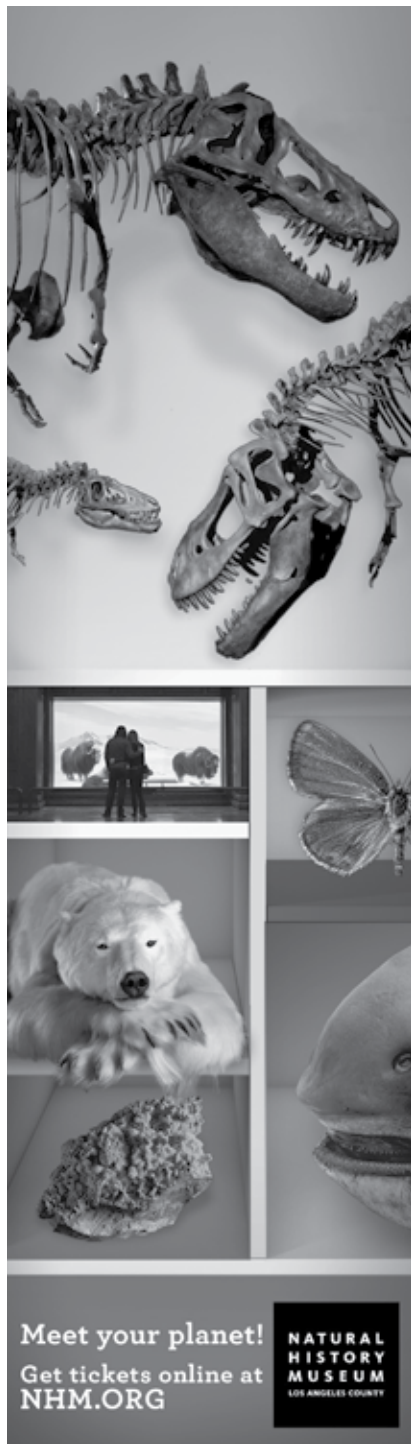 Meet your planet!
Get tickets online at
NHM.ORG
NATURAL
HISTORY
MUSEUM
LOS ANGELES COUNTY